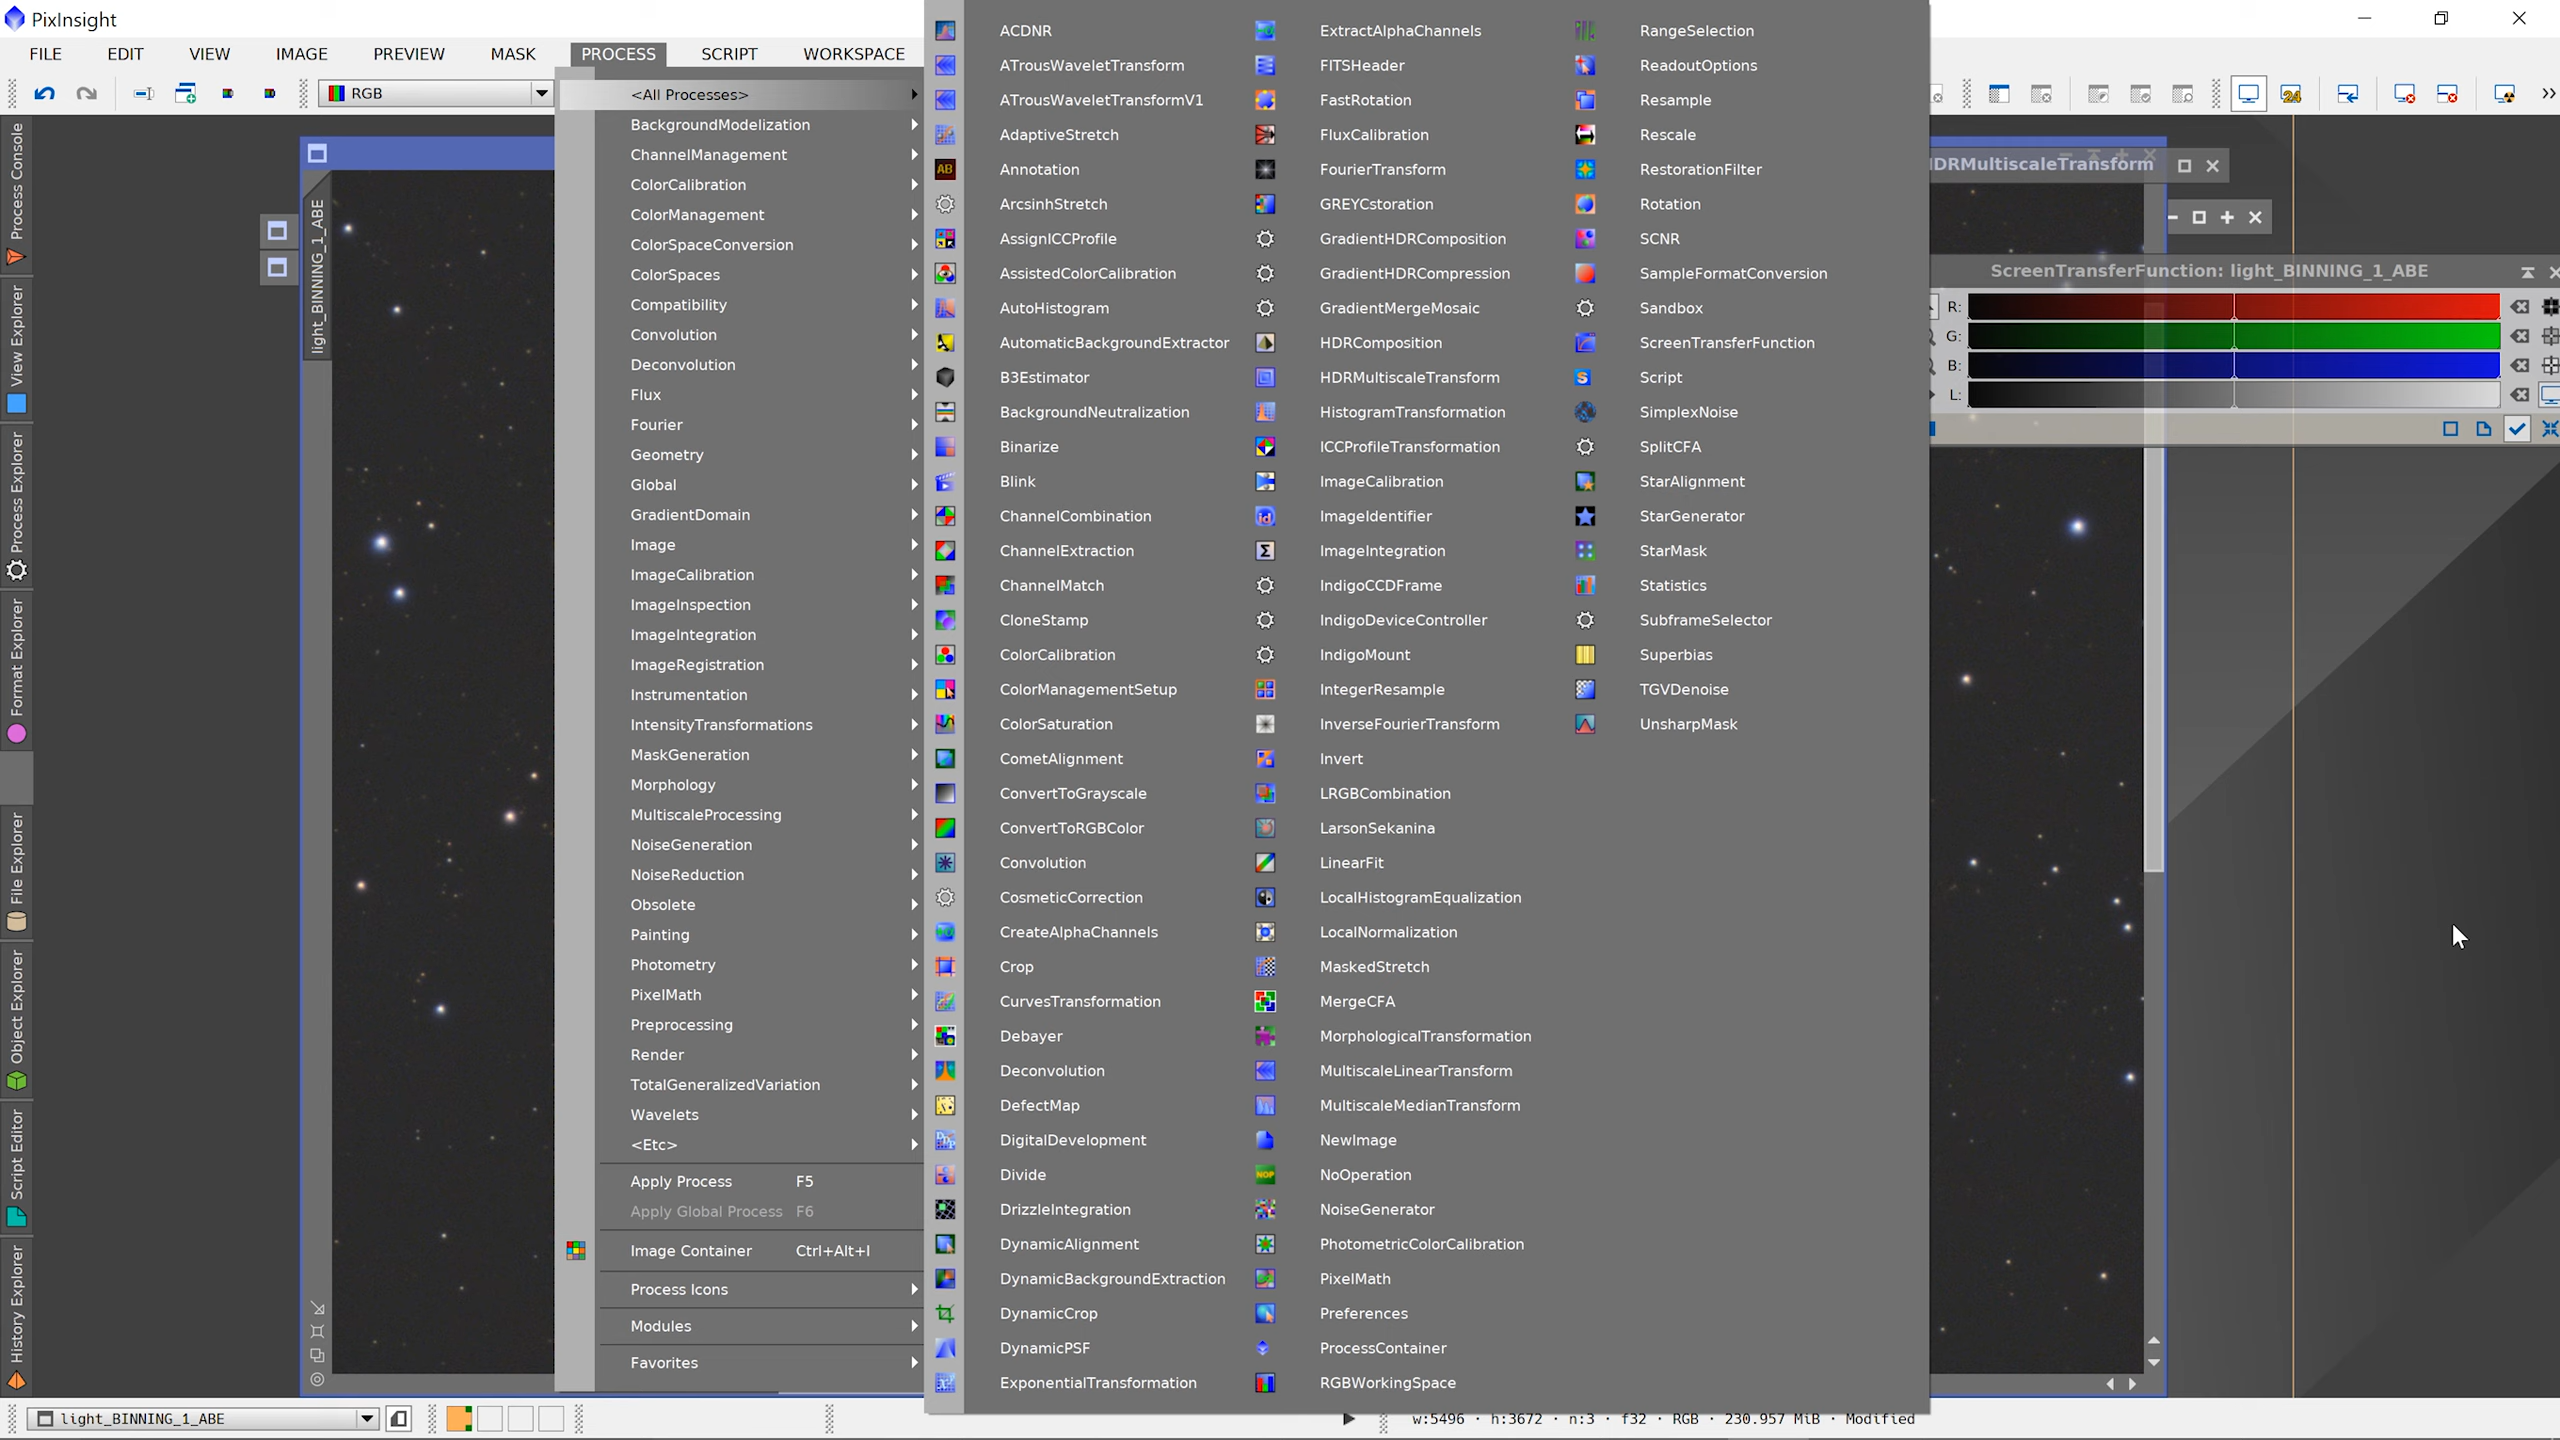 PixInsight
FILE EDIT VIEW IMAGE PREVIEW MASK PROCESS SCRIPT WORKSPACE
RGB
24
Process Console
View Explorer
Process Explorer
Format Explorer
File Explorer
Object Explorer
Script Editor
History Explorer
light_BINNING_1_ABE
<All Processes>
BackgroundModelization
ChannelManagement
ColorCalibration
ColorManagement
ColorSpaceConversion
ColorSpaces
Compatibility
Convolution
Deconvolution
Flux
Fourier
Geometry
Global
GradientDomain
Image
ImageCalibration
ImageInspection
ImageIntegration
ImageRegistration
Instrumentation
IntensityTransformations
MaskGeneration
Morphology
MultiscaleProcessing
NoiseGeneration
NoiseReduction
Obsolete
Painting
Photometry
PixelMath
Preprocessing
Render
TotalGeneralizedVariation
Wavelets
<Etc>
Apply Process F5
Apply Global Process F6
Image Container Ctrl+Alt+I
Process Icons
Modules
Favorites
ACDNR
ATrousWaveletTransform
ATrousWaveletTransformV1
AdaptiveStretch
AB Annotation
ArcsinhStretch
AssignICCProfile
AssistedColorCalibration
AutoHistogram
AutomaticBackgroundExtractor
B3Estimator
BackgroundNeutralization
Binarize
Blink
ChannelCombination
ChannelExtraction
ChannelMatch
CloneStamp
ColorCalibration
ColorManagementSetup
ColorSaturation
CometAlignment
ConvertToGrayscale
ConvertToRGBColor
Convolution
CosmeticCorrection
CreateAlphaChannels
Crop
CurvesTransformation
Debayer
Deconvolution
DefectMap
DigitalDevelopment
Divide
DrizzleIntegration
DynamicAlignment
DynamicBackgroundExtraction
DynamicCrop
DynamicPSF
ExponentialTransformation
ExtractAlphaChannels
FITSHeader
FastRotation
FluxCalibration
FourierTransform
GREYCstoration
GradientHDRComposition
GradientHDRCompression
GradientMergeMosaic
HDRComposition
HDRMultiscaleTransform
HistogramTransformation
ICCProfileTransformation
ImageCalibration
id ImageIdentifier
Σ ImageIntegration
IndigoCCDFrame
IndigoDeviceController
IndigoMount
IntegerResample
InverseFourierTransform
Invert
LRGBCombination
LarsonSekanina
LinearFit
LocalHistogramEqualization
LocalNormalization
MaskedStretch
MergeCFA
MorphologicalTransformation
MultiscaleLinearTransform
MultiscaleMedianTransform
NewImage
NOP NoOperation
NoiseGenerator
PhotometricColorCalibration
PixelMath
Preferences
ProcessContainer
RGBWorkingSpace
RangeSelection
ReadoutOptions
Resample
Rescale
RestorationFilter
Rotation
SCNR
SampleFormatConversion
Sandbox
ScreenTransferFunction
S Script
SimplexNoise
SplitCFA
StarAlignment
StarGenerator
StarMask
Statistics
SubframeSelector
Superbias
TGVDenoise
UnsharpMask
HDRMultiscaleTransform
ScreenTransferFunction: light_BINNING_1_ABE
R:
G:
B:
L:
light_BINNING_1_ABE
w:5496 · h:3672 · n:3 · f32 · RGB · 230.957 MiB · Modified